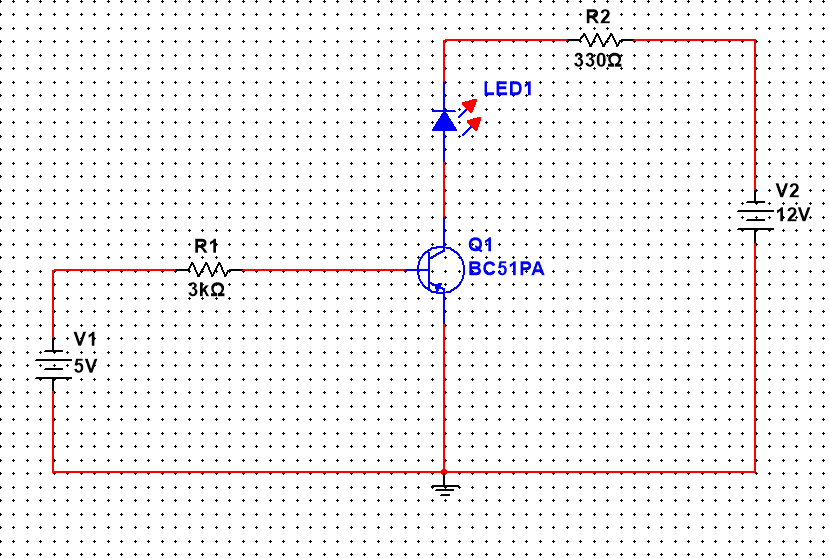 R2
330Ω
LED1
V2
12V
Q1
BC51PA
R1
3kΩ
V1
5V